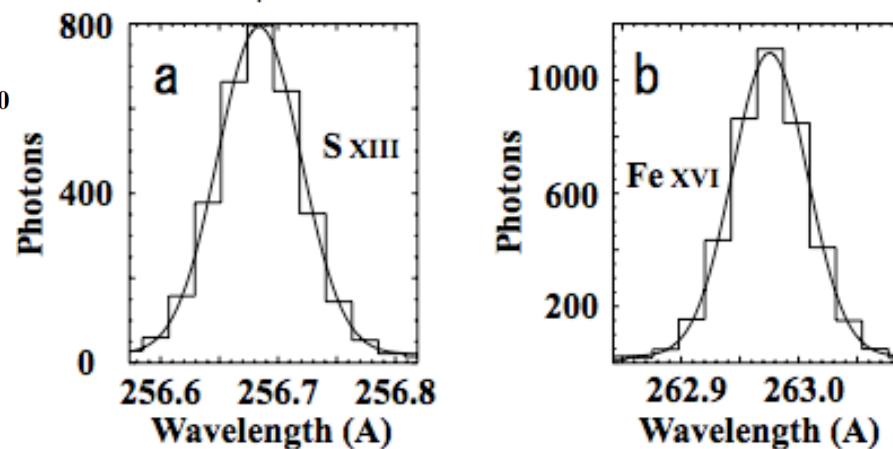 800
a
S XIII
400
0
Photons
256.6 256.7 256.8
Wavelength (A)
0
b
1000
Fe XVI
600
200
Photons
262.9 263.0
Wavelength (A)